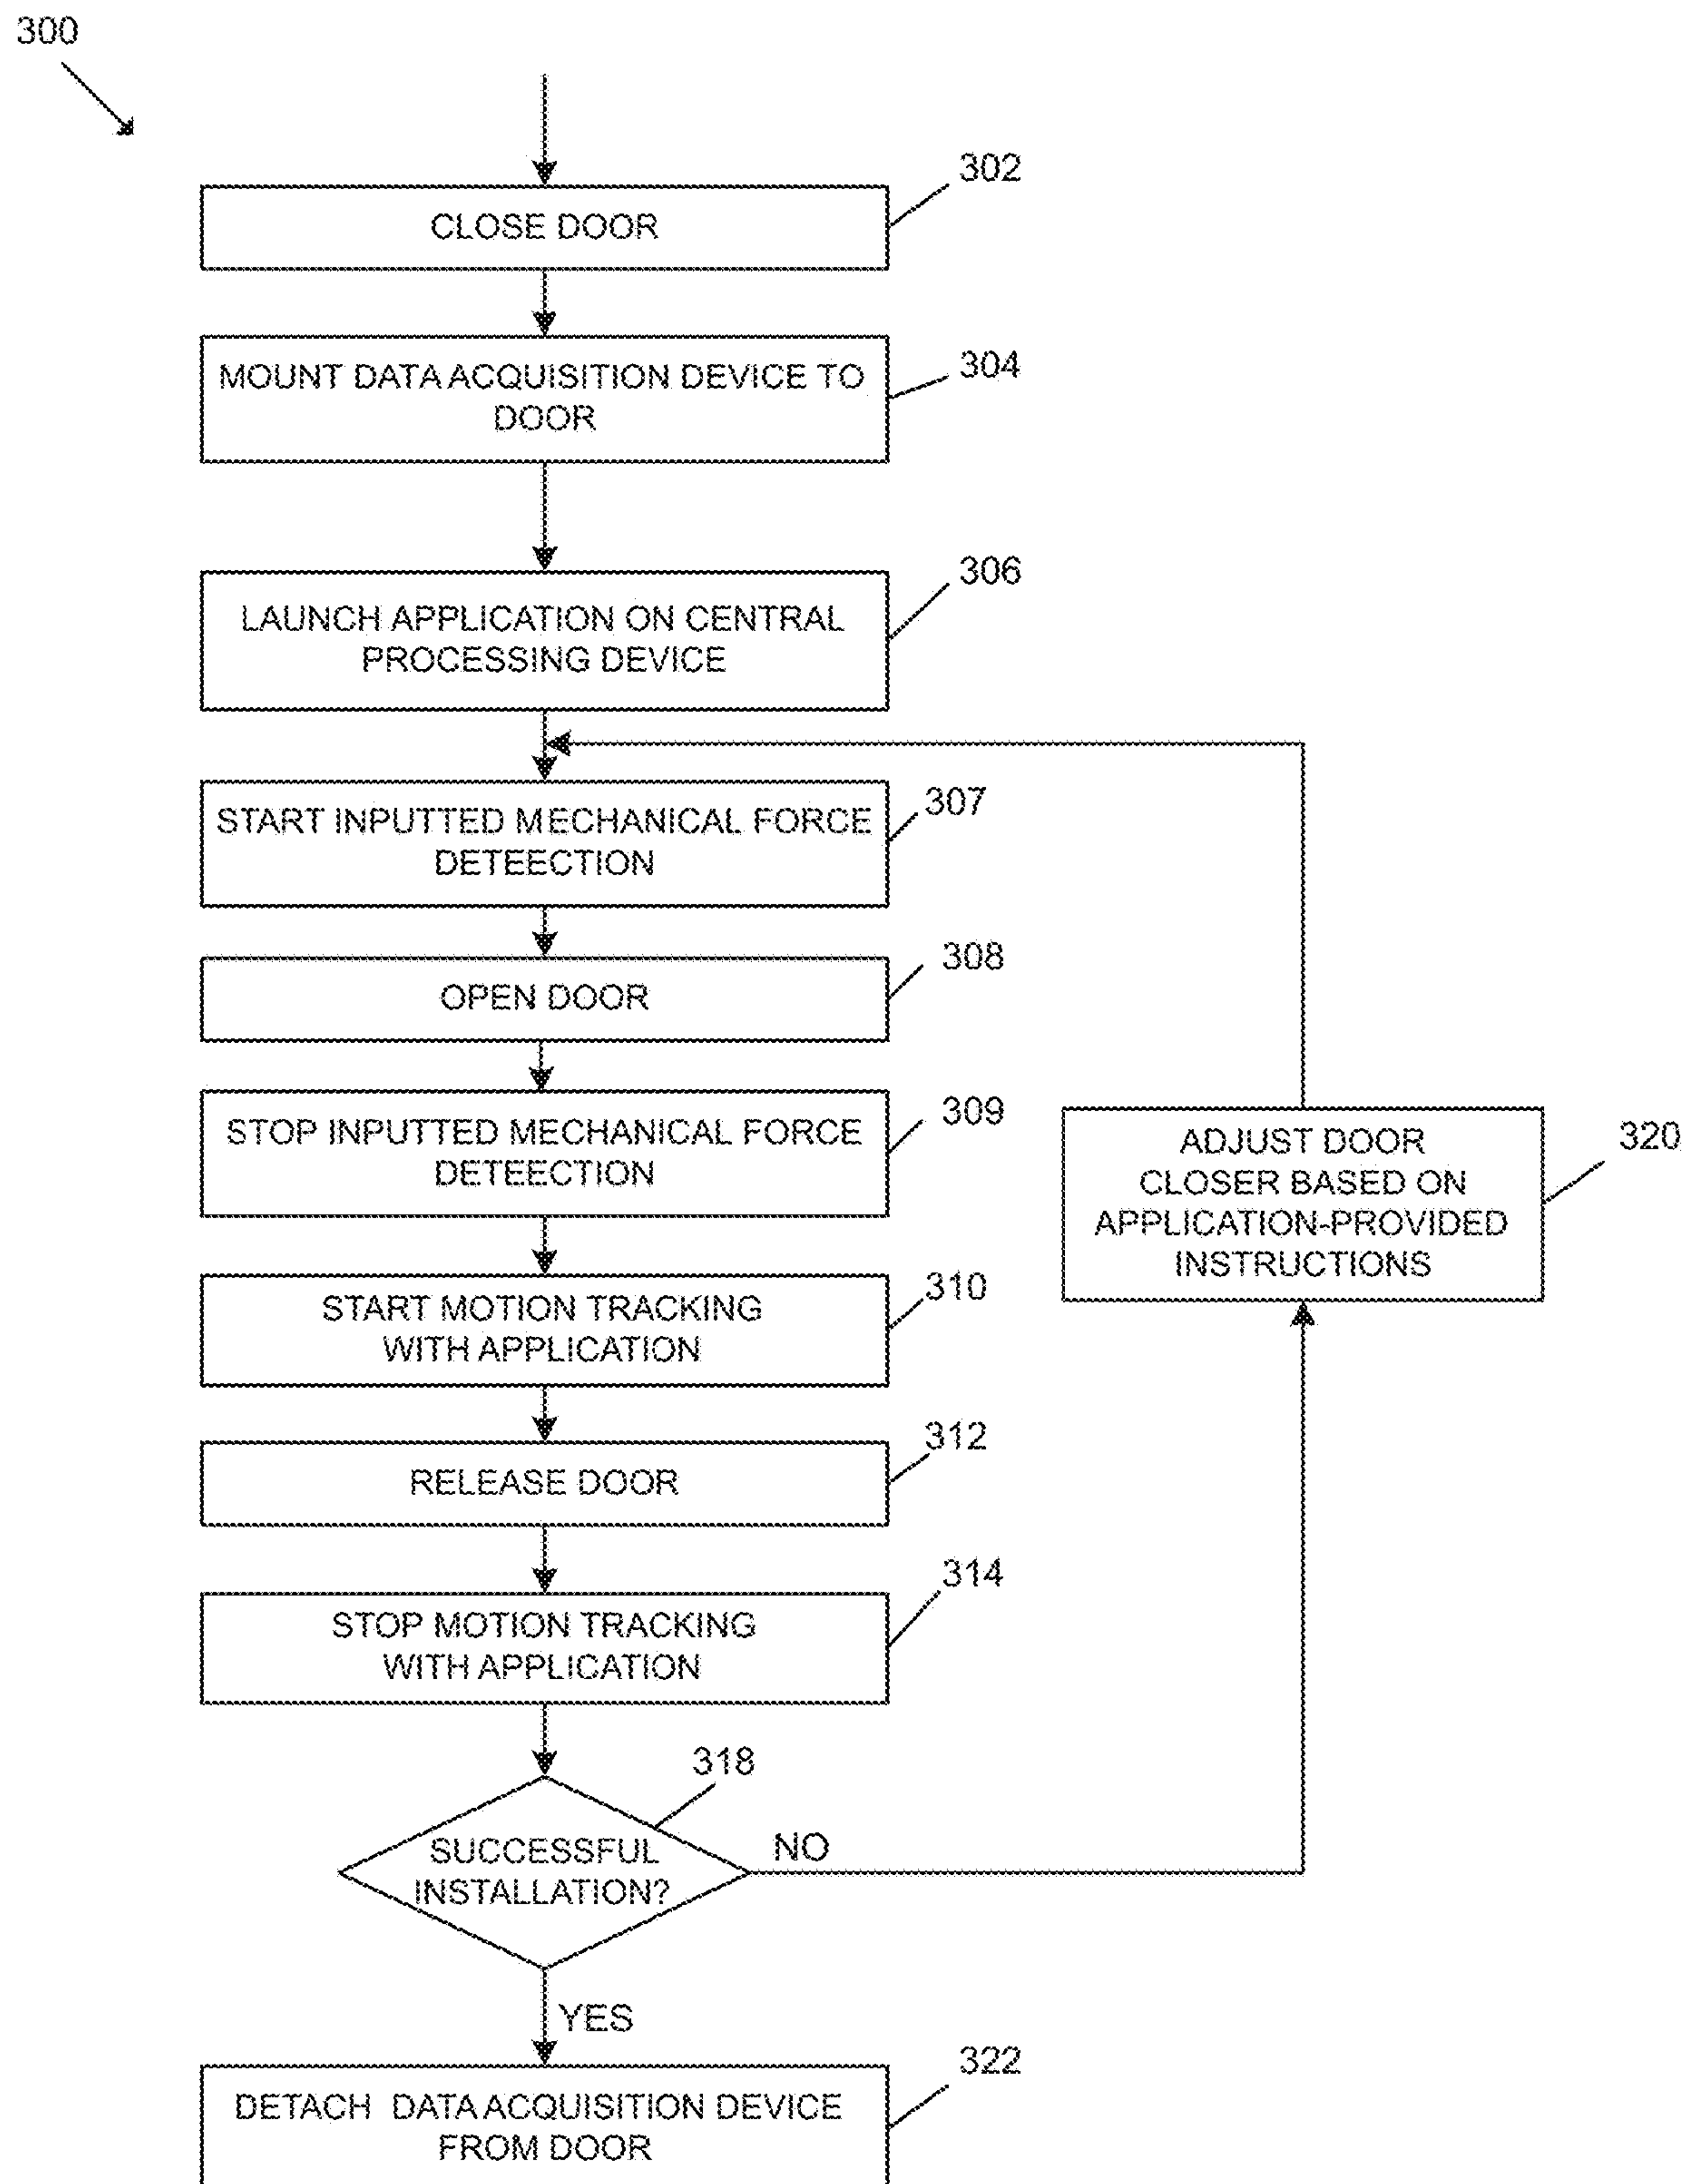 300
302
CLOSE DOOR
304
MOUNT DATA ACQUISITION DEVICE TO
DOOR
306
LAUNCH APPLICATION ON CENTRAL
PROCESSING DEVICE
307
START INPUTTED MECHANICAL FORCE
DETEECTION
308
OPEN DOOR
309
STOP INPUTTED MECHANICAL FORCE
DETEECTION
320
ADJUST DOOR
CLOSER BASED ON
APPLICATION-PROVIDED
INSTRUCTIONS
310
START MOTION TRACKING
WITH APPLICATION
312
RELEASE DOOR
314
STOP MOTION TRACKING
WITH APPLICATION
318
SUCCESSFUL
INSTALLATION?
NO
YES
322
DETACH DATA ACQUISITION DEVICE
FROM DOOR